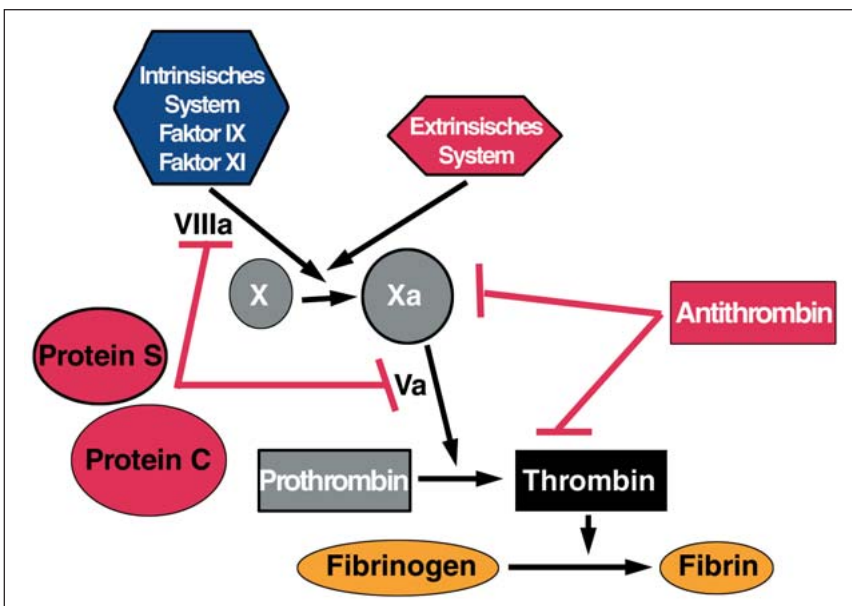 Intrinsisches
System
Faktor IX
Faktor XI
Extrinsisches
System
VIIIa
X
Xa
Antithrombin
Protein S
Va
Protein C
Prothrombin
Thrombin
Fibrinogen
Fibrin